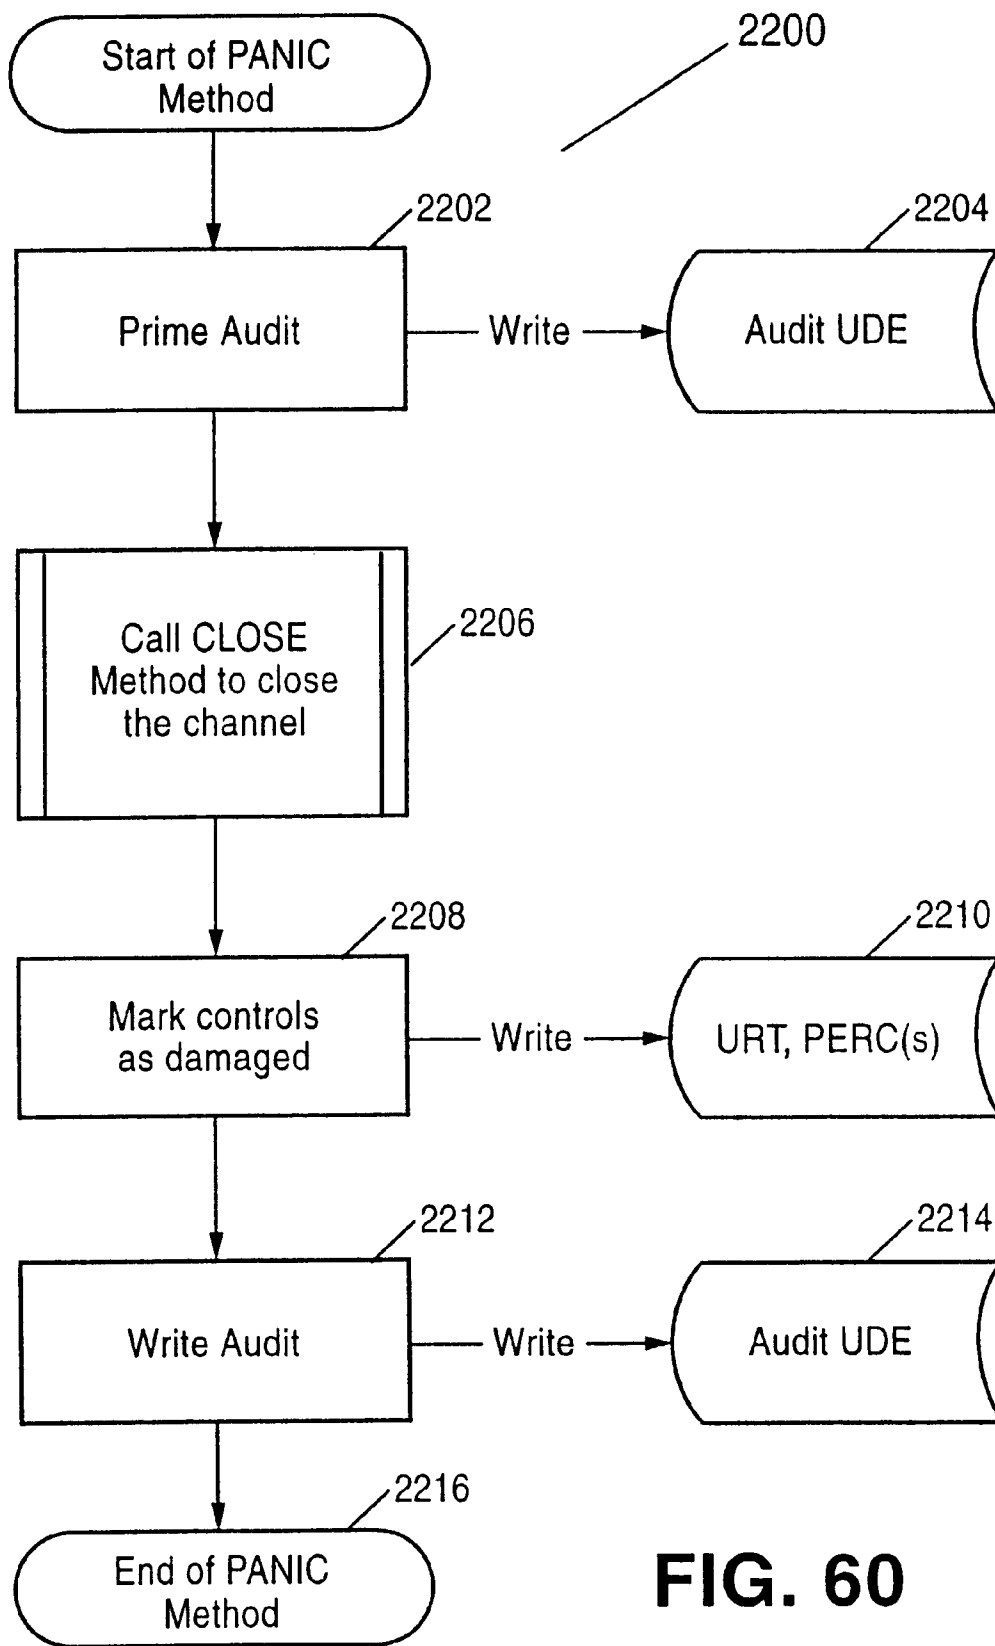 Start of PANIC
Method
2200
2202
2204
Prime Audit
Write
Audit UDE
Call CLOSE
Method to close
the channel
2206
2208
2210
Mark controls
as damaged
Write
URT, PERC(s)
2212
2214
Write Audit
Write
Audit UDE
2216
End of PANIC
Method
FIG. 60